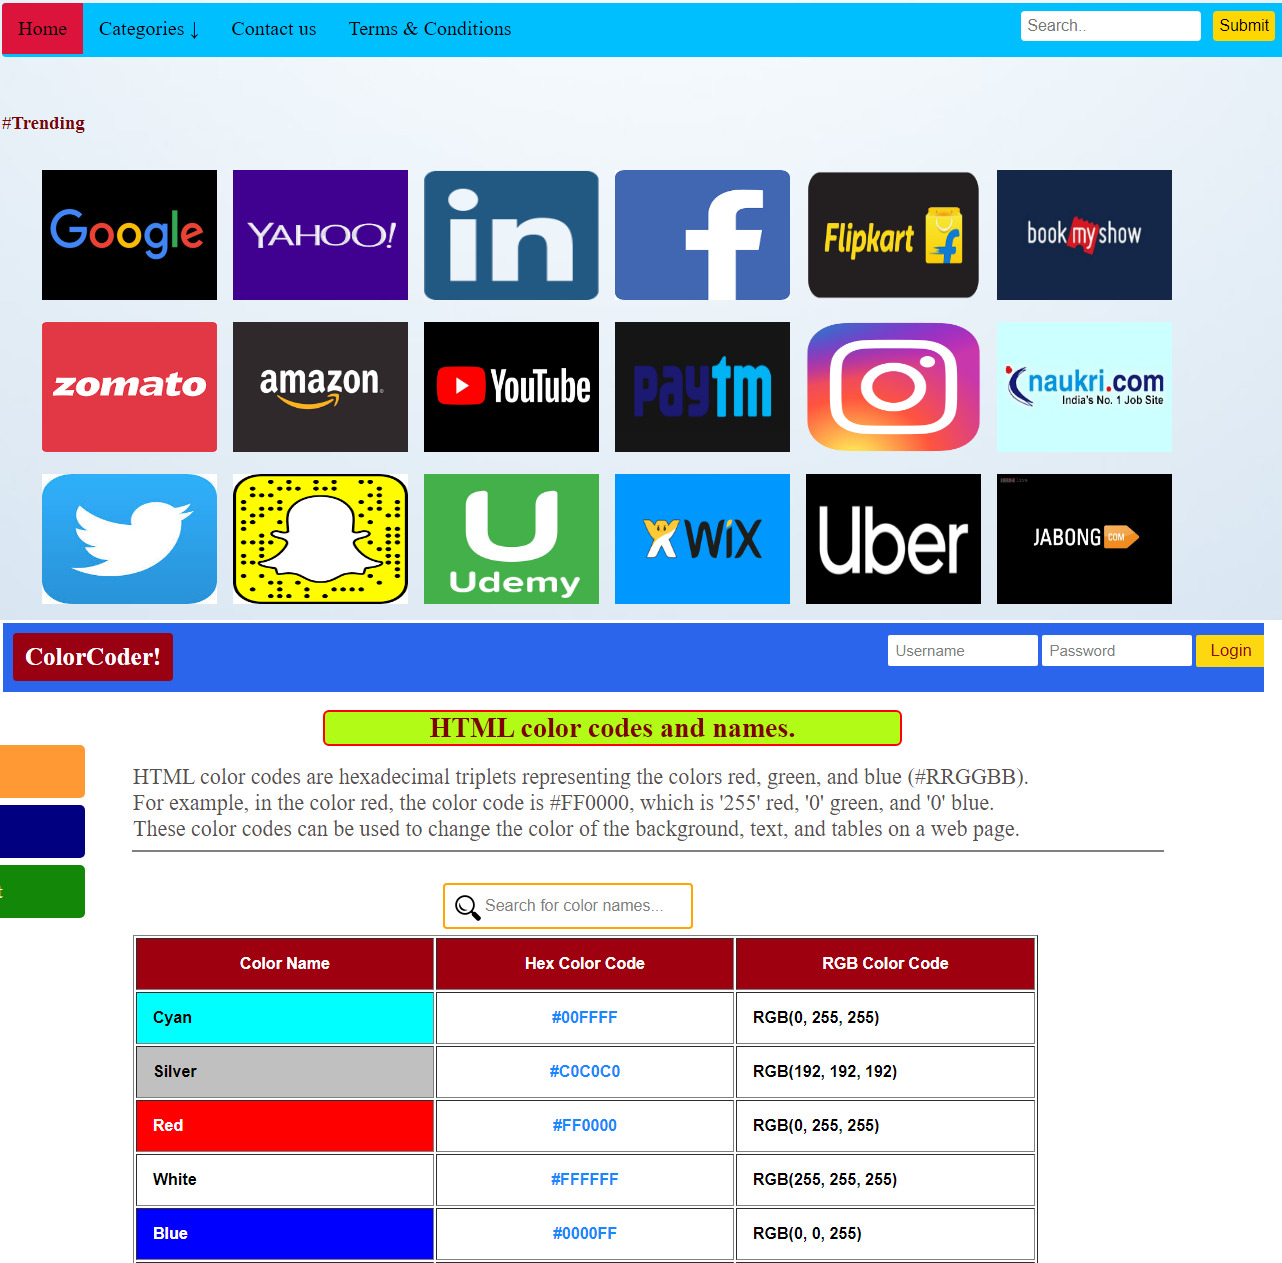 Home Categories ↓ Contact us Terms & Conditions Search.. Submit
#Trending
Google YAHOO! in f Flipkart f book my show
zomato amazon YouTube paytm naukri.com
India's No. 1 Job Site
U
Udemy WiX Uber JABONG COM
ColorCoder! Username Password Login
HTML color codes and names.
HTML color codes are hexadecimal triplets representing the colors red, green, and blue (#RRGGBB).
For example, in the color red, the color code is #FF0000, which is '255' red, '0' green, and '0' blue.
These color codes can be used to change the color of the background, text, and tables on a web page.
t
Search for color names...
Color Name Hex Color Code RGB Color Code
Cyan #00FFFF RGB(0, 255, 255)
Silver #C0C0C0 RGB(192, 192, 192)
Red #FF0000 RGB(0, 255, 255)
White #FFFFFF RGB(255, 255, 255)
Blue #0000FF RGB(0, 0, 255)